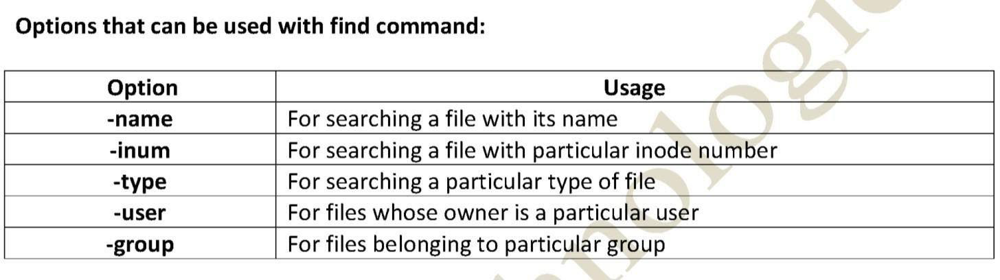 Options that can be used with find command:
Option Usage
-name For searching a file with its name
-inum For searching a file with particular inode number
-type For searching a particular type of file
-user For files whose owner is a particular user
-group For files belonging to particular group